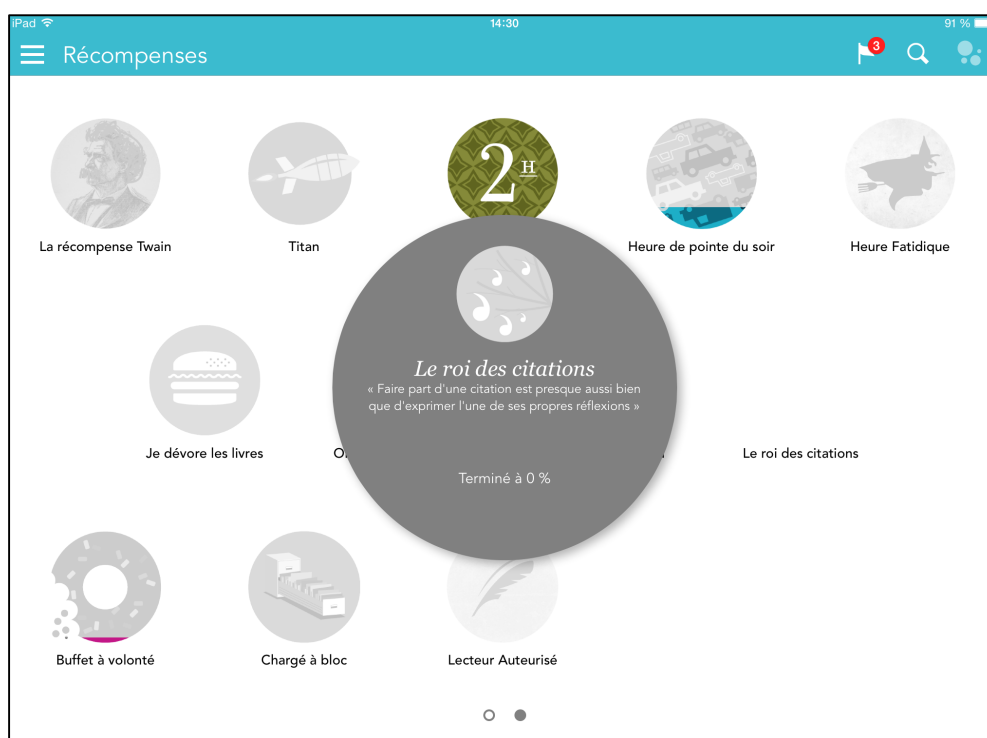 iPad 14:30 91 %
Récompenses 3
2H
La récompense Twain
Titan
Heure de pointe du soir
Heure Fatidique
Le roi des citations
« Faire part d'une citation est presque aussi bien
que d'exprimer l'une de ses propres réflexions »
Terminé à 0 %
Je dévore les livres
Le roi des citations
Buffet à volonté
Chargé à bloc
Lecteur Auteurisé